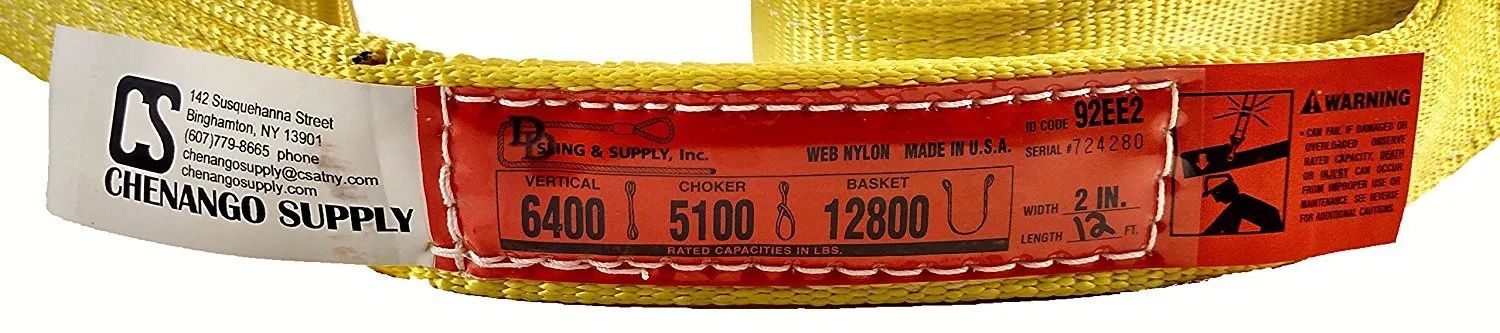 CS
142 Susquehanna Street
Binghamton, NY 13901
(607)779-8665 phone
chenangosupply@csatny.com
chenangosupply.com
CHENANGO SUPPLY
SLING & SUPPLY, Inc.
WEB NYLON MADE IN U.S.A.
ID CODE 92EE2
SERIAL #724280
VERTICAL
6400
CHOKER
5100
BASKET
12800
RATED CAPACITIES IN LBS.
WIDTH 2 IN.
LENGTH 12 FT.
WARNING
• CAN FAIL IF DAMAGED OR
OVERLOADED OBSERVE
RATED CAPACITY, DEATH
OR INJURY CAN OCCUR
FROM IMPROPER USE OR
MAINTENANCE. SEE REVERSE
FOR ADDITIONAL CAUTIONS.